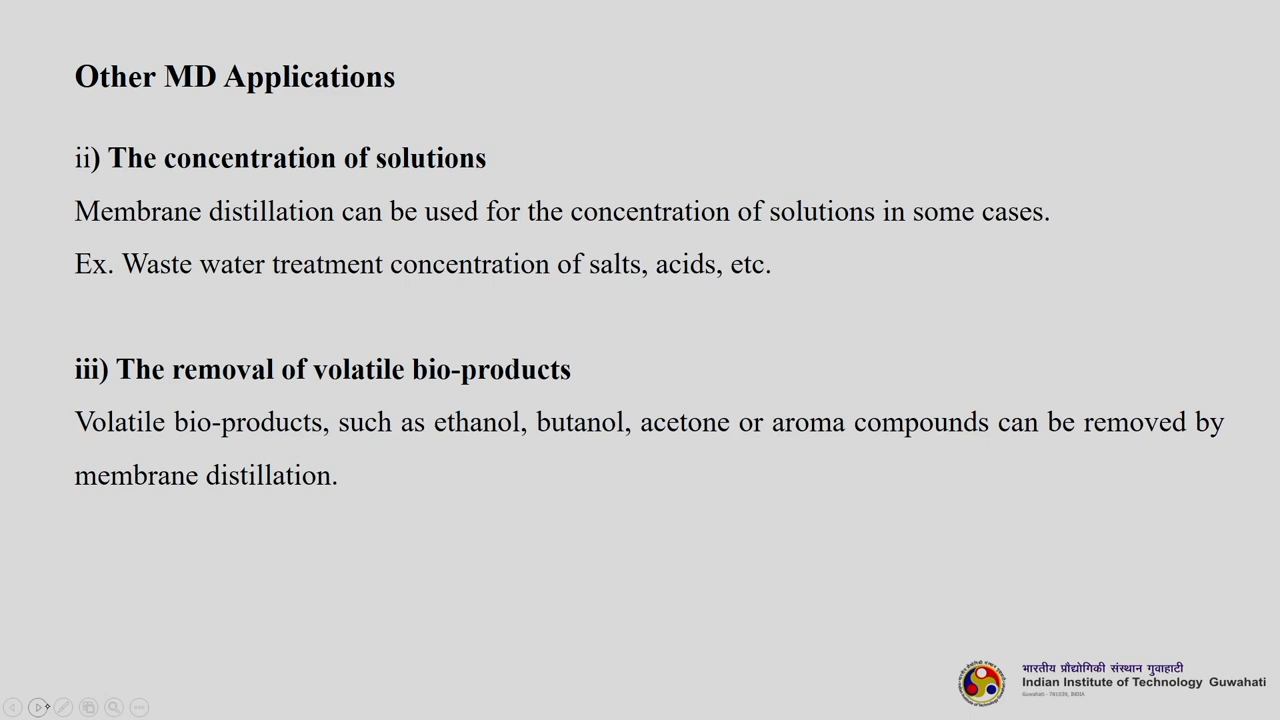 Other MD Applications
ii) The concentration of solutions
Membrane distillation can be used for the concentration of solutions in some cases.
Ex. Waste water treatment concentration of salts, acids, etc.
iii) The removal of volatile bio-products
Volatile bio-products, such as ethanol, butanol, acetone or aroma compounds can be removed by
membrane distillation.
भारतीय प्रौद्योगिकी संस्थान गुवाहाटी
Indian Institute of Technology Guwahati
Guwahati - 781039, INDIA